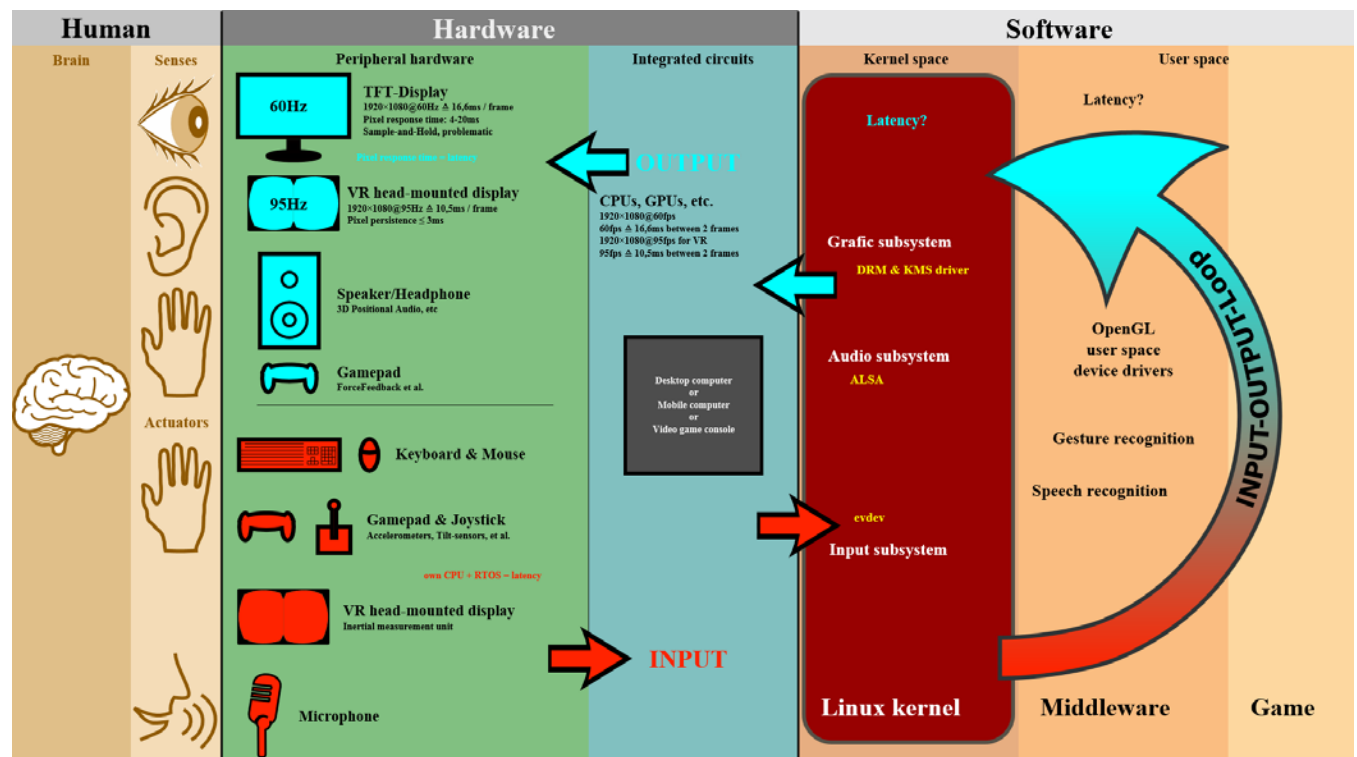 Human
Hardware
Software
Brain
Senses
Peripheral hardware
Integrated circuits
Kernel space
User space
60Hz
TFT-Display
1920×1080@60Hz ≙ 16,6ms / frame
Pixel response time: 4-20ms
Sample-and-Hold, problematic
Pixel response time = latency
95Hz
VR head-mounted display
1920×1080@95Hz ≙ 10,5ms / frame
Pixel persistence ≤ 3ms
Speaker/Headphone
3D Positional Audio, etc
Gamepad
ForceFeedback et al.
Actuators
Keyboard & Mouse
Gamepad & Joystick
Accelerometers, Tilt-sensors, et al.
own CPU + RTOS = latency
VR head-mounted display
Inertial measurement unit
Microphone
OUTPUT
CPUs, GPUs, etc.
1920×1080@60fps
60fps ≙ 16,6ms between 2 frames
1920×1080@95fps for VR
95fps ≙ 10,5ms between 2 frames
Desktop computer
or
Mobile computer
or
Video game console
INPUT
Latency?
Grafic subsystem
DRM & KMS driver
Audio subsystem
ALSA
evdev
Input subsystem
Linux kernel
Latency?
OpenGL
user space
device drivers
Gesture recognition
Speech recognition
INPUT-OUTPUT-Loop
Middleware
Game